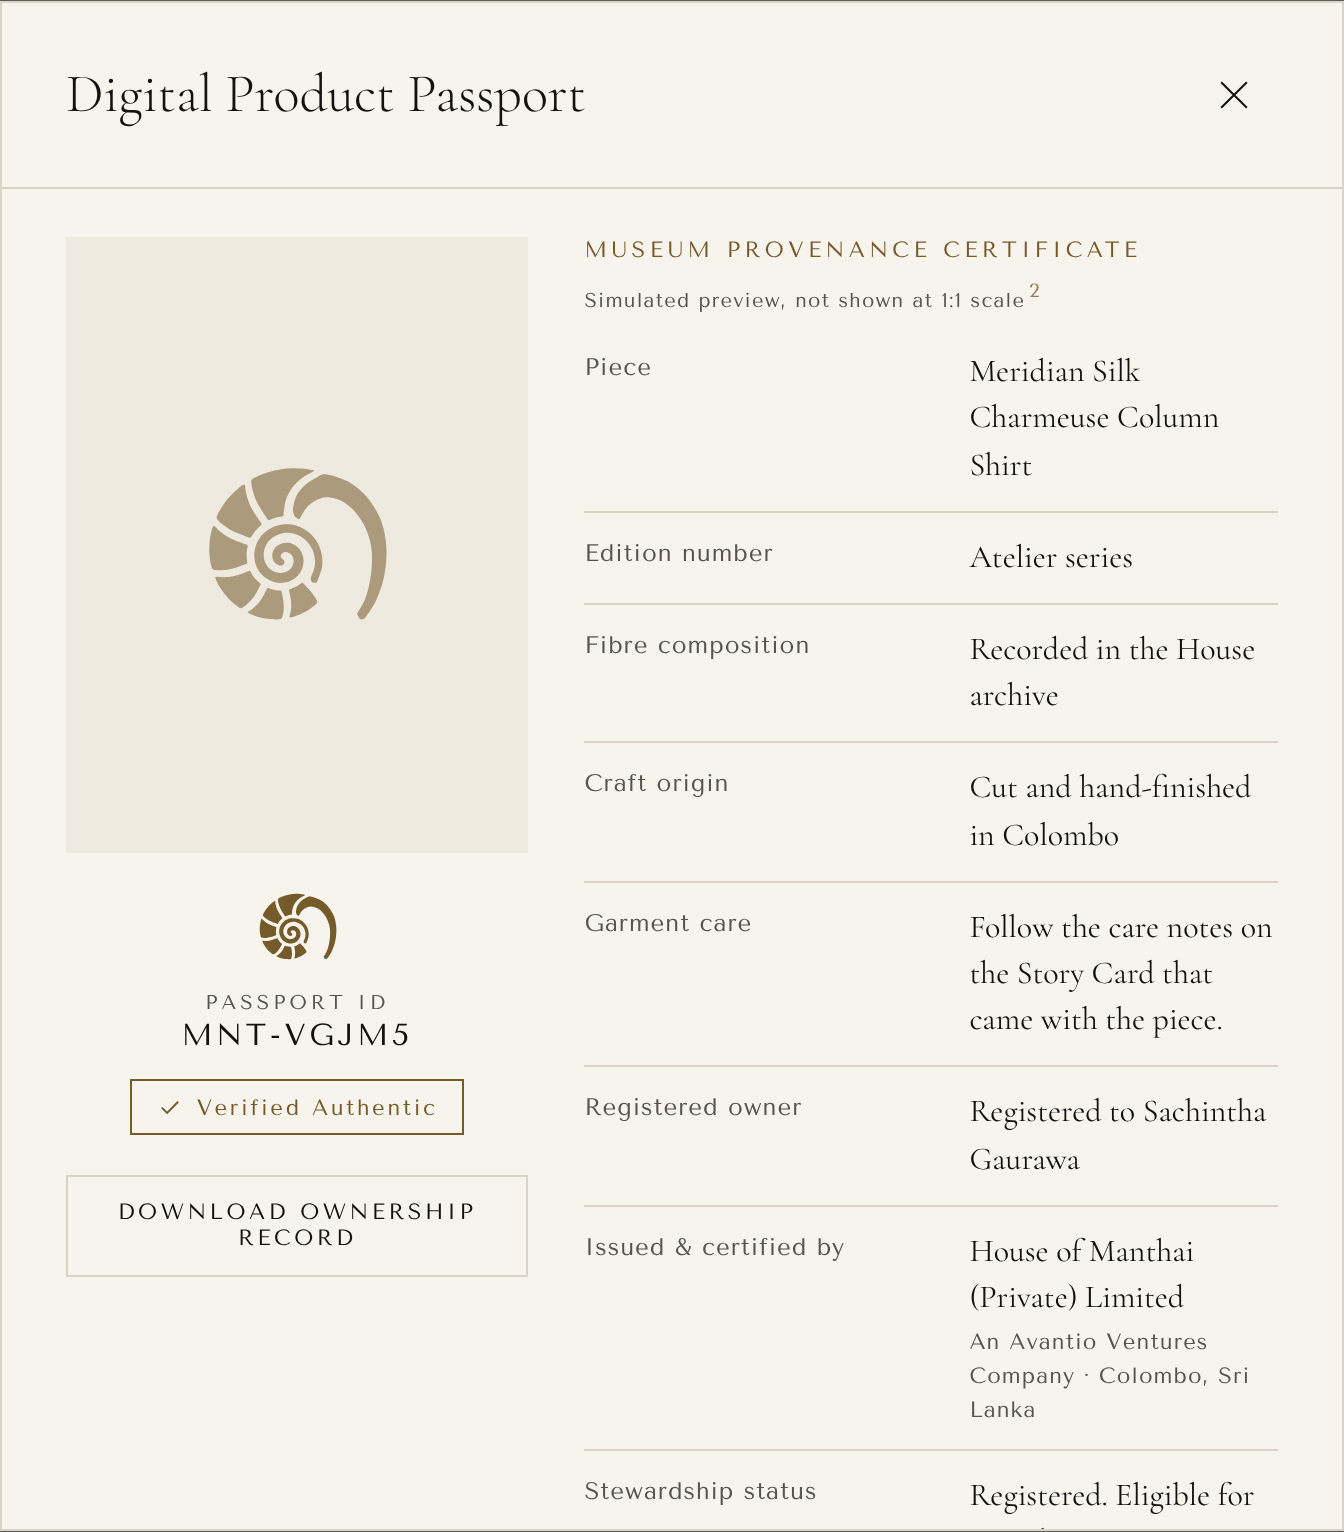 Digital Product Passport
MUSEUM PROVENANCE CERTIFICATE
Simulated preview, not shown at 1:1 scale 2
Piece
Meridian Silk
Charmeuse Column
Shirt
Edition number
Atelier series
Fibre composition
Recorded in the House
archive
Craft origin
Cut and hand-finished
in Colombo
Garment care
Follow the care notes on
the Story Card that
came with the piece.
Registered owner
Registered to Sachintha
Gaurawa
Issued & certified by
House of Manthai
(Private) Limited
An Avantio Ventures
Company · Colombo, Sri
Lanka
Stewardship status
Registered. Eligible for
PASSPORT ID
MNT-VGJM5
✓ Verified Authentic
DOWNLOAD OWNERSHIP
RECORD